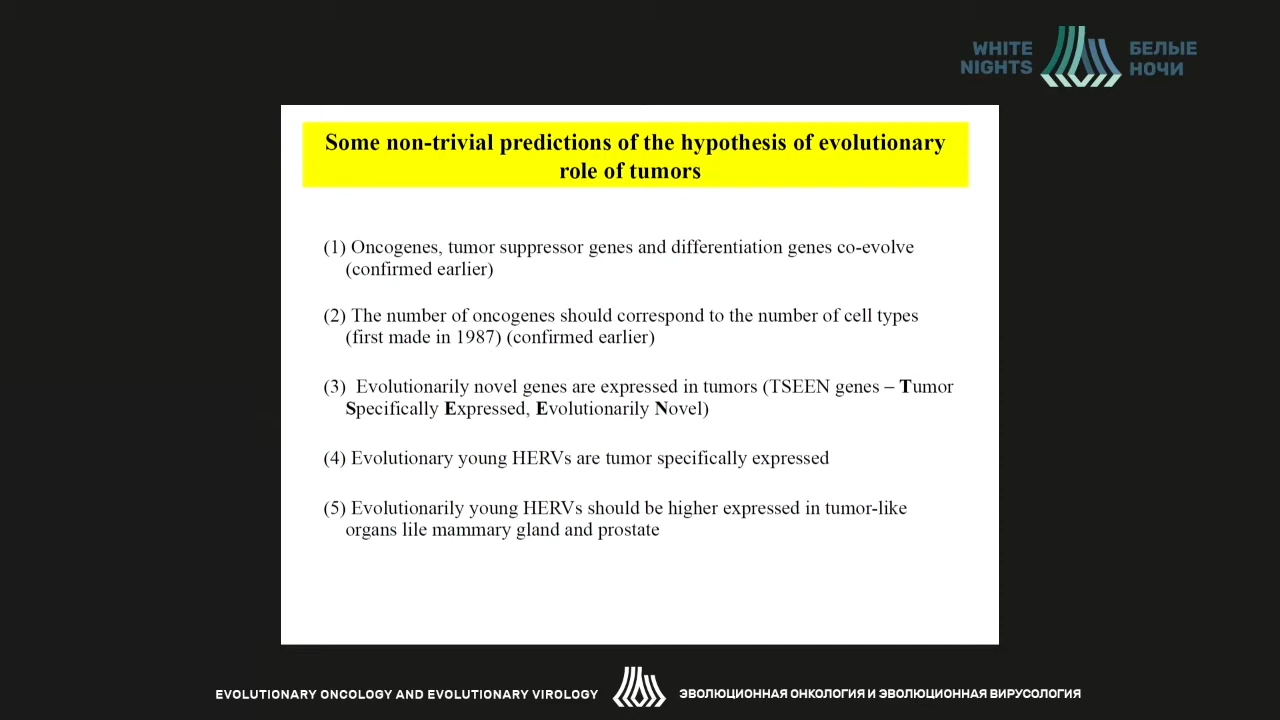 WHITE
NIGHTS
БЕЛЫЕ
НОЧИ
Some non-trivial predictions of the hypothesis of evolutionary
role of tumors
(1) Oncogenes, tumor suppressor genes and differentiation genes co-evolve
(confirmed earlier)
(2) The number of oncogenes should correspond to the number of cell types
(first made in 1987) (confirmed earlier)
(3) Evolutionarily novel genes are expressed in tumors (TSEEN genes – Tumor
Specifically Expressed, Evolutionarily Novel)
(4) Evolutionary young HERVs are tumor specifically expressed
(5) Evolutionarily young HERVs should be higher expressed in tumor-like
organs lile mammary gland and prostate
EVOLUTIONARY ONCOLOGY AND EVOLUTIONARY VIROLOGY
ЭВОЛЮЦИОННАЯ ОНКОЛОГИЯ И ЭВОЛЮЦИОННАЯ ВИРУСОЛОГИЯ